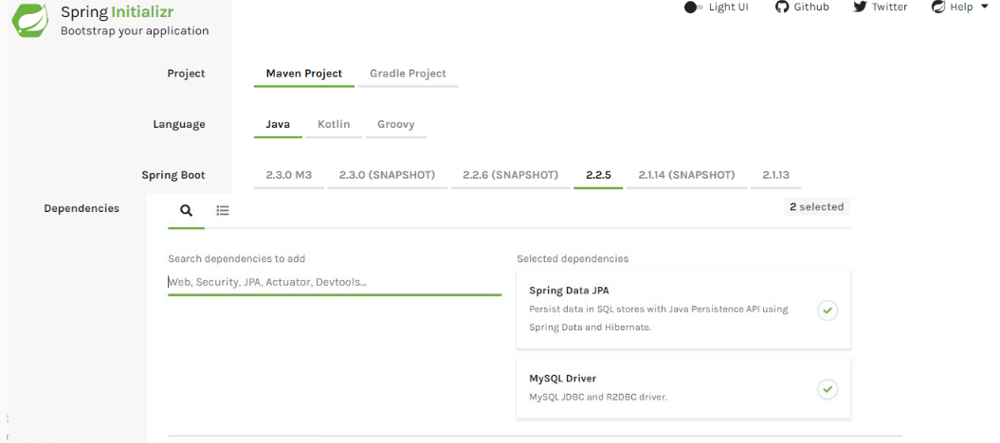 Spring Initializr
Bootstrap your application
Light UI Github Twitter Help
Project
Maven Project Gradle Project
Language
Java Kotlin Groovy
Spring Boot
2.3.0 M3 2.3.0 (SNAPSHOT) 2.2.6 (SNAPSHOT) 2.2.5 2.1.14 (SNAPSHOT) 2.1.13
Dependencies
2 selected
Search dependencies to add
Web, Security, JPA, Actuator, Devtools...
Selected dependencies
Spring Data JPA
Persist data in SQL stores with Java Persistence API using
Spring Data and Hibernate.
MySQL Driver
MySQL JDBC and R2DBC driver.